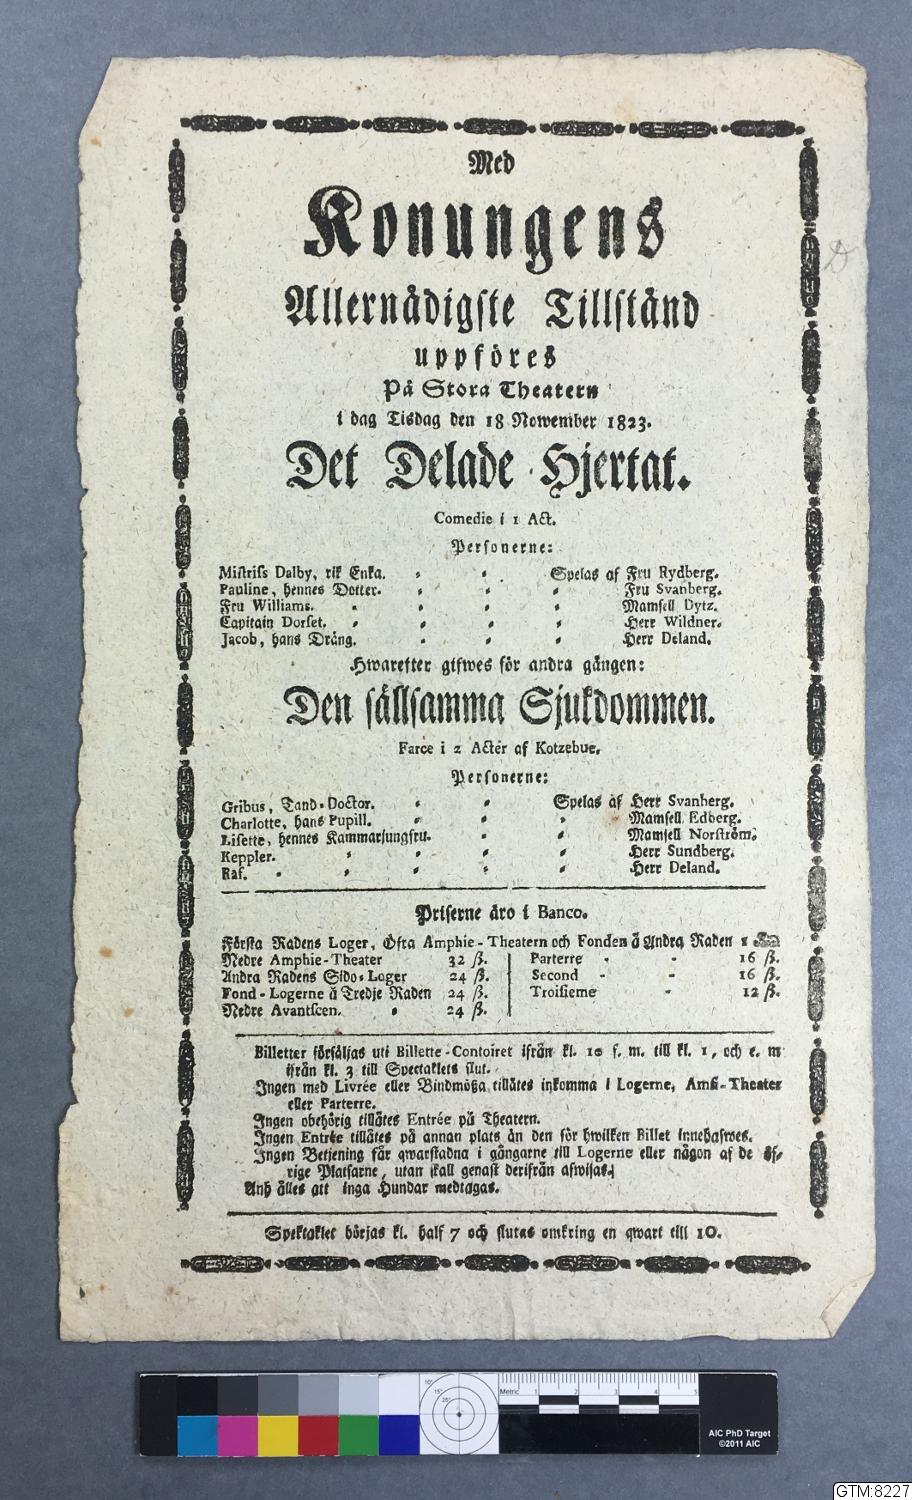 Med
Konungens
Allernådigste Tillstånd
uppföres
På Stora Theatern
i dag Tisdag den 18 November 1823.
Det Delade Hjertat.
Comedie i 1 Act.
Personerne:
Mistriss Dalby, rik Enka. Spelas af Fru Rydberg.
Pauline, hennes Dotter. Fru Svanberg.
Fru Williams. Mamsell Dytz.
Capitain Dorset. Herr Wildner.
Jacob, hans Dräng. Herr Deland.
Hwarefter gifwes för andra gången:
Den sällsamma Sjukdommen.
Farce i 2 Acter af Kotzebue.
Personerne:
Gribus, Tand-Doctor. Spelas af Herr Svanberg.
Charlotte, hans Pupill. Mamsell Edberg.
Lisette, hennes Kammarjungfru. Mamsell Norström.
Keppler. Herr Sundberg.
Raf. Herr Deland.
Priserne äro i Banco.
Första Radens Loger, Öfra Amphie-Theatern och Fonden å Andra Raden 1
Nedre Amphie-Theater 32 ß.
Andra Radens Sido-Loger 24 ß.
Fond-Logerne å Tredje Raden 24 ß.
Nedre Avantscen. 24 ß.
Parterre 16 ß.
Second 16 ß.
Troisieme 12 ß.
Billetter försäljas uti Billette-Contoiret ifrån kl. 10 f. m. till kl. 1, och e. m
ifrån kl. 3 till Spectaklets slut.
Ingen med Livrée eller Bindmössa tillåtes inkomma i Logerne, Amfi-Theater
eller Parterre.
Ingen obehörig tillåtes Entrée på Theatern.
Ingen Entrée tillåtes på annan plats än den för hwilken Billet innehafwes.
Ingen Betjening får qwarstadna i gångarne till Logerne eller någon af de öf-
rige Platsarne, utan skall genast derifrån afwisas.
Anhålles att inga Hundar medtagas.
Spektaklet börjas kl. half 7 och slutas omkring en qwart till 10.
Metric 1 2 3 4 5
10° 15° 25°
AIC PhD Target
©2011 AIC
GTM:8227